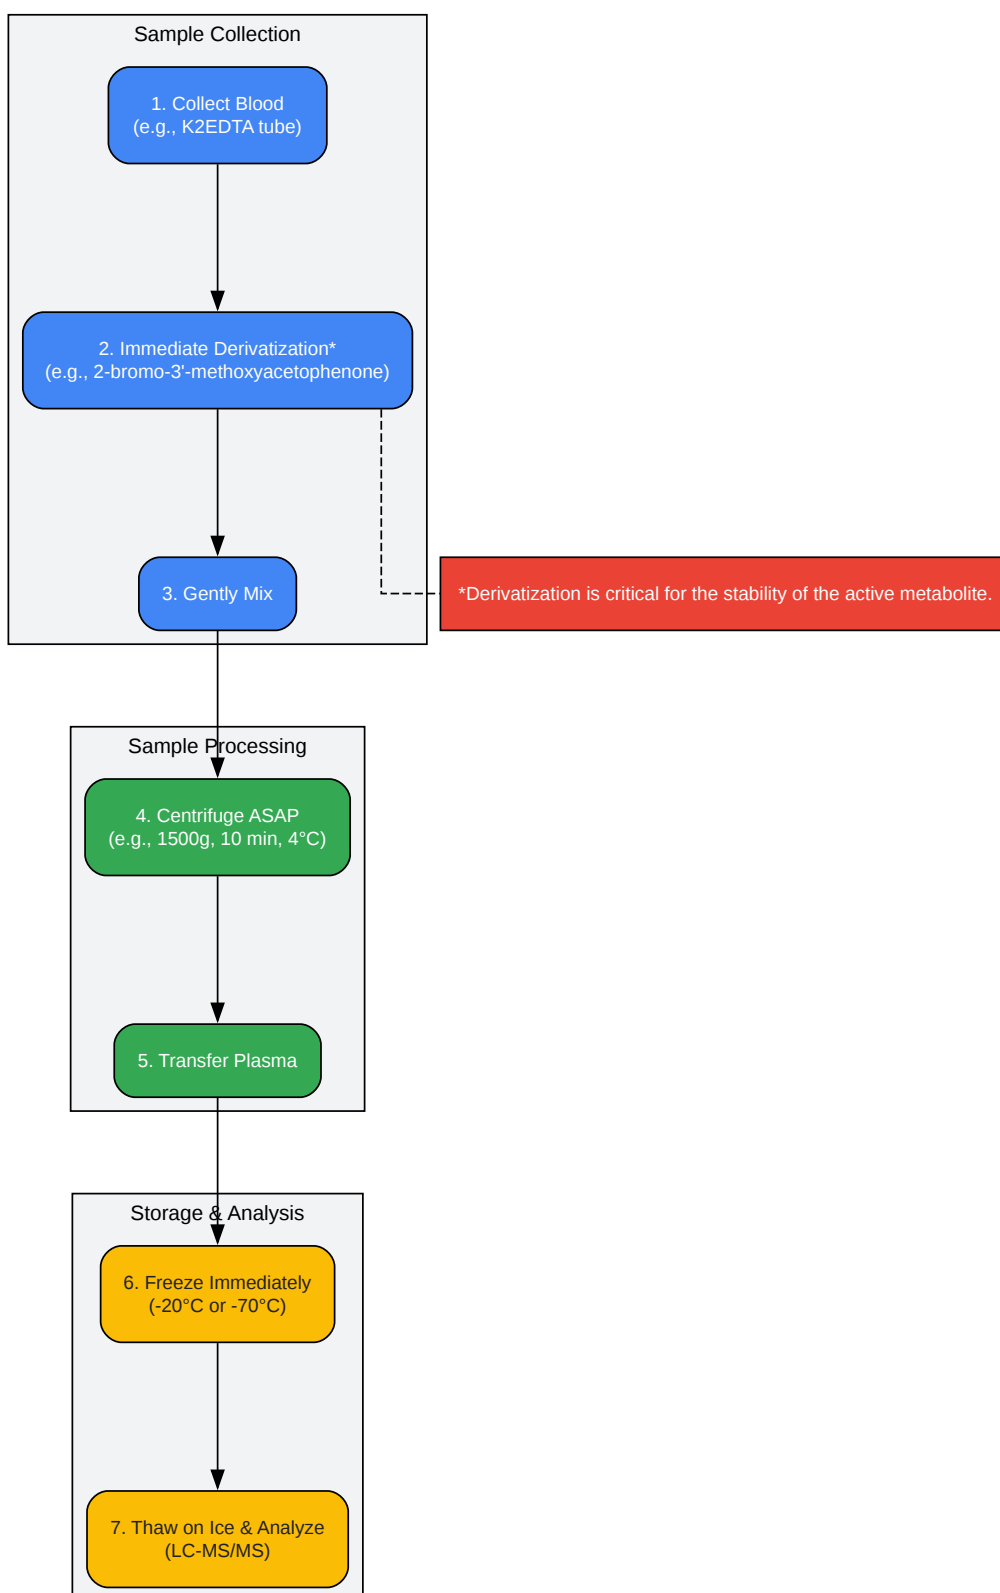 Sample Collection
1. Collect Blood
(e.g., K2EDTA tube)
2. Immediate Derivatization*
(e.g., 2-bromo-3'-methoxyacetophenone)
3. Gently Mix
*Derivatization is critical for the stability of the active metabolite.
Sample Processing
4. Centrifuge ASAP
(e.g., 1500g, 10 min, 4°C)
5. Transfer Plasma
Storage & Analysis
6. Freeze Immediately
(-20°C or -70°C)
7. Thaw on Ice & Analyze
(LC-MS/MS)